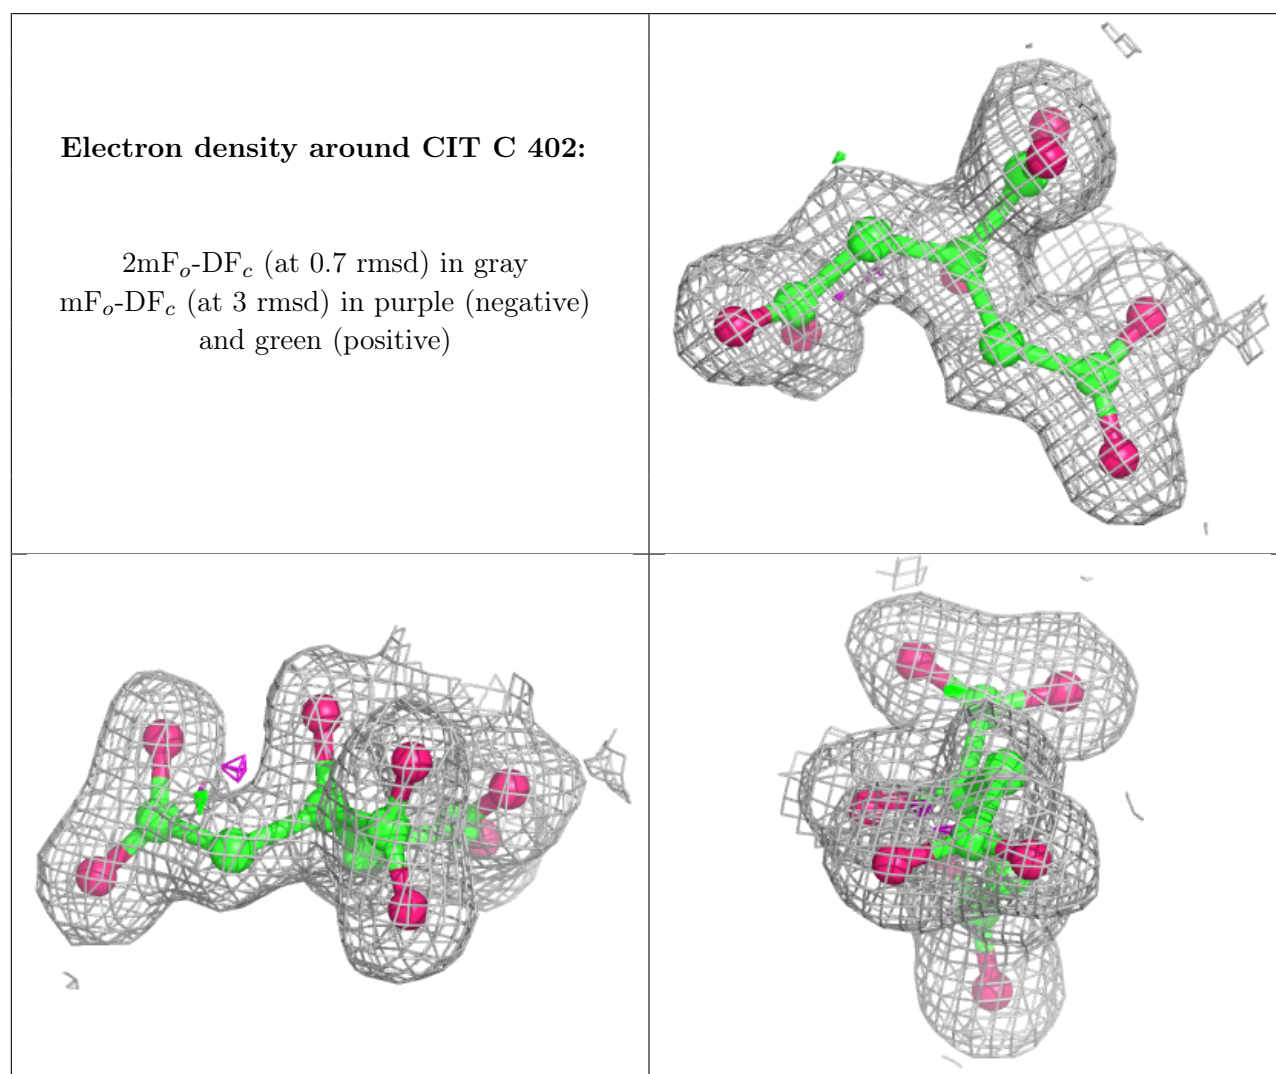 Electron density around CIT C 402:
2mFo-DFc (at 0.7 rmsd) in gray
mFo-DFc (at 3 rmsd) in purple (negative)
and green (positive)